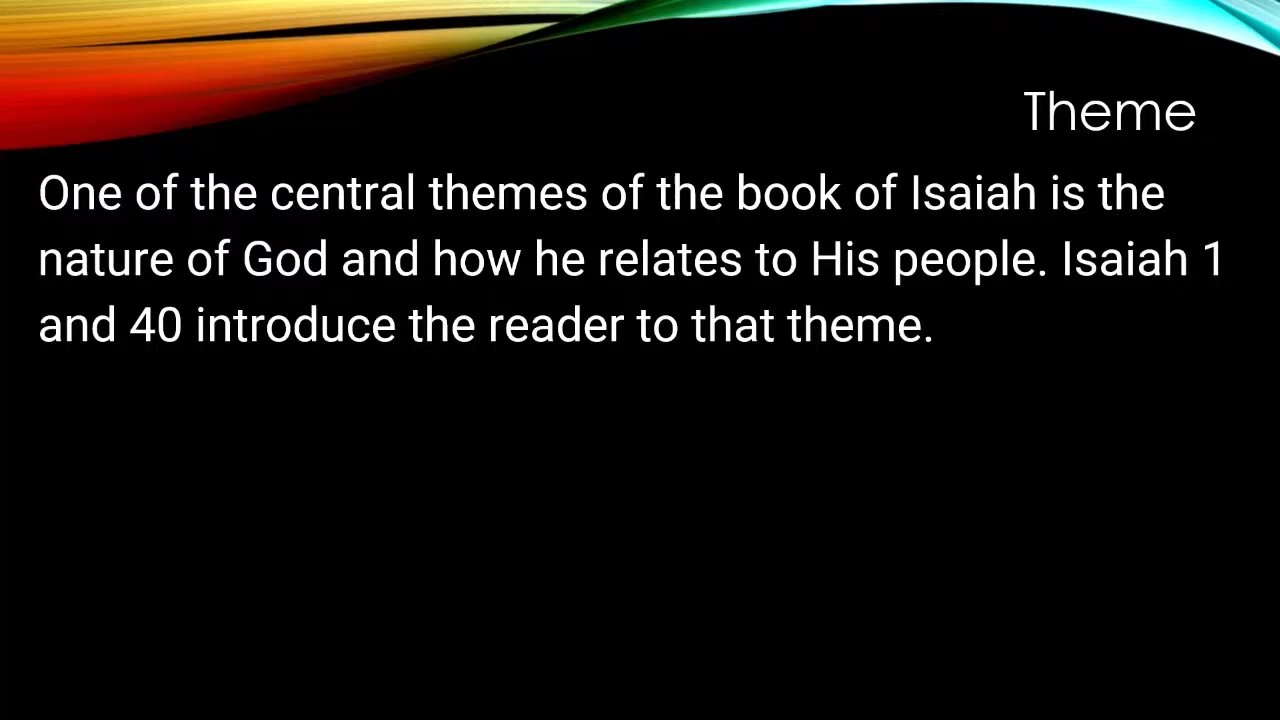 Theme
One of the central themes of the book of Isaiah is the
nature of God and how he relates to His people. Isaiah 1
and 40 introduce the reader to that theme.